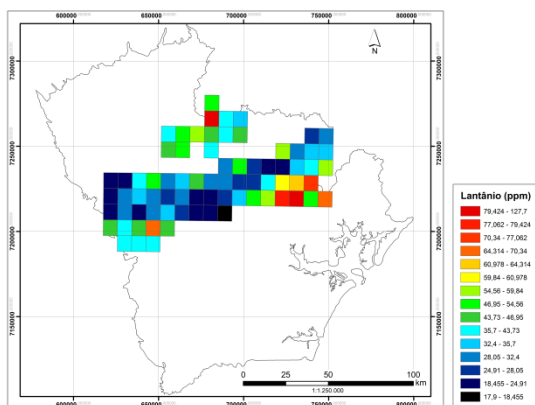 600000 650000 700000 750000 800000
N
7300000 7300000
7250000 7250000
7200000 7200000
7150000 7150000
0 25 50 100
km
1:1.250.000
600000 650000 700000 750000 800000
Lantânio (ppm)
79,424 - 127,7
77,062 - 79,424
70,34 - 77,062
64,314 - 70,34
60,978 - 64,314
59,84 - 60,978
54,56 - 59,84
46,95 - 54,56
43,73 - 46,95
35,7 - 43,73
32,4 - 35,7
28,05 - 32,4
24,91 - 28,05
18,455 - 24,91
17,9 - 18,455